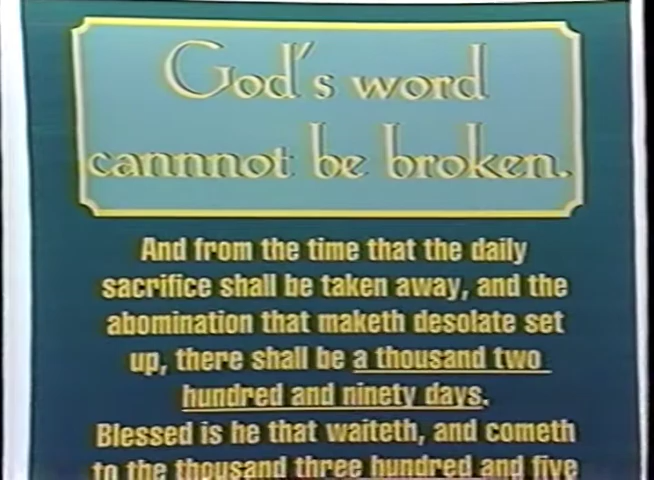 God's word
cannnot be broken.
And from the time that the daily
sacrifice shall be taken away, and the
abomination that maketh desolate set
up, there shall be a thousand two
hundred and ninety days.
Blessed is he that waiteth, and cometh
to the thousand three hundred and five